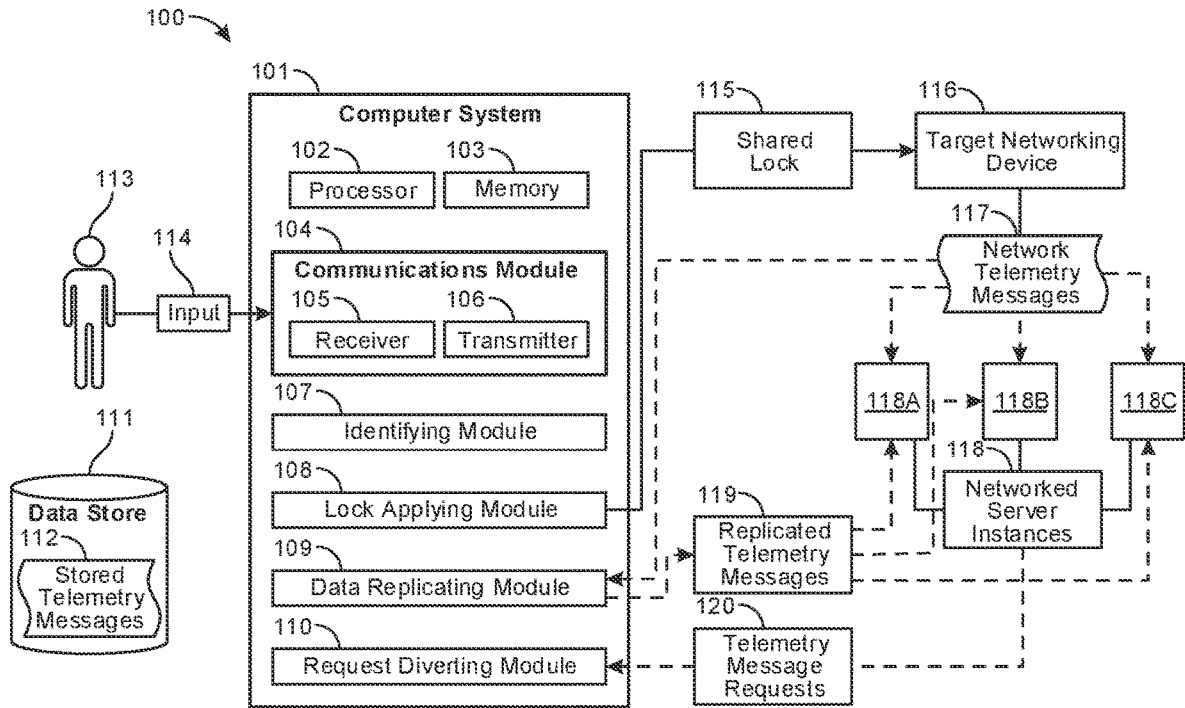 100
101
Computer System
102
Processor
103
Memory
104
Communications Module
105
Receiver
106
Transmitter
107
Identifying Module
108
Lock Applying Module
109
Data Replicating Module
110
Request Diverting Module
113
114
Input
111
Data Store
112
Stored
Telemetry
Messages
115
Shared
Lock
116
Target Networking
Device
117
Network
Telemetry
Messages
118A
118B
118C
118
Networked
Server
Instances
119
Replicated
Telemetry
Messages
120
Telemetry
Message
Requests